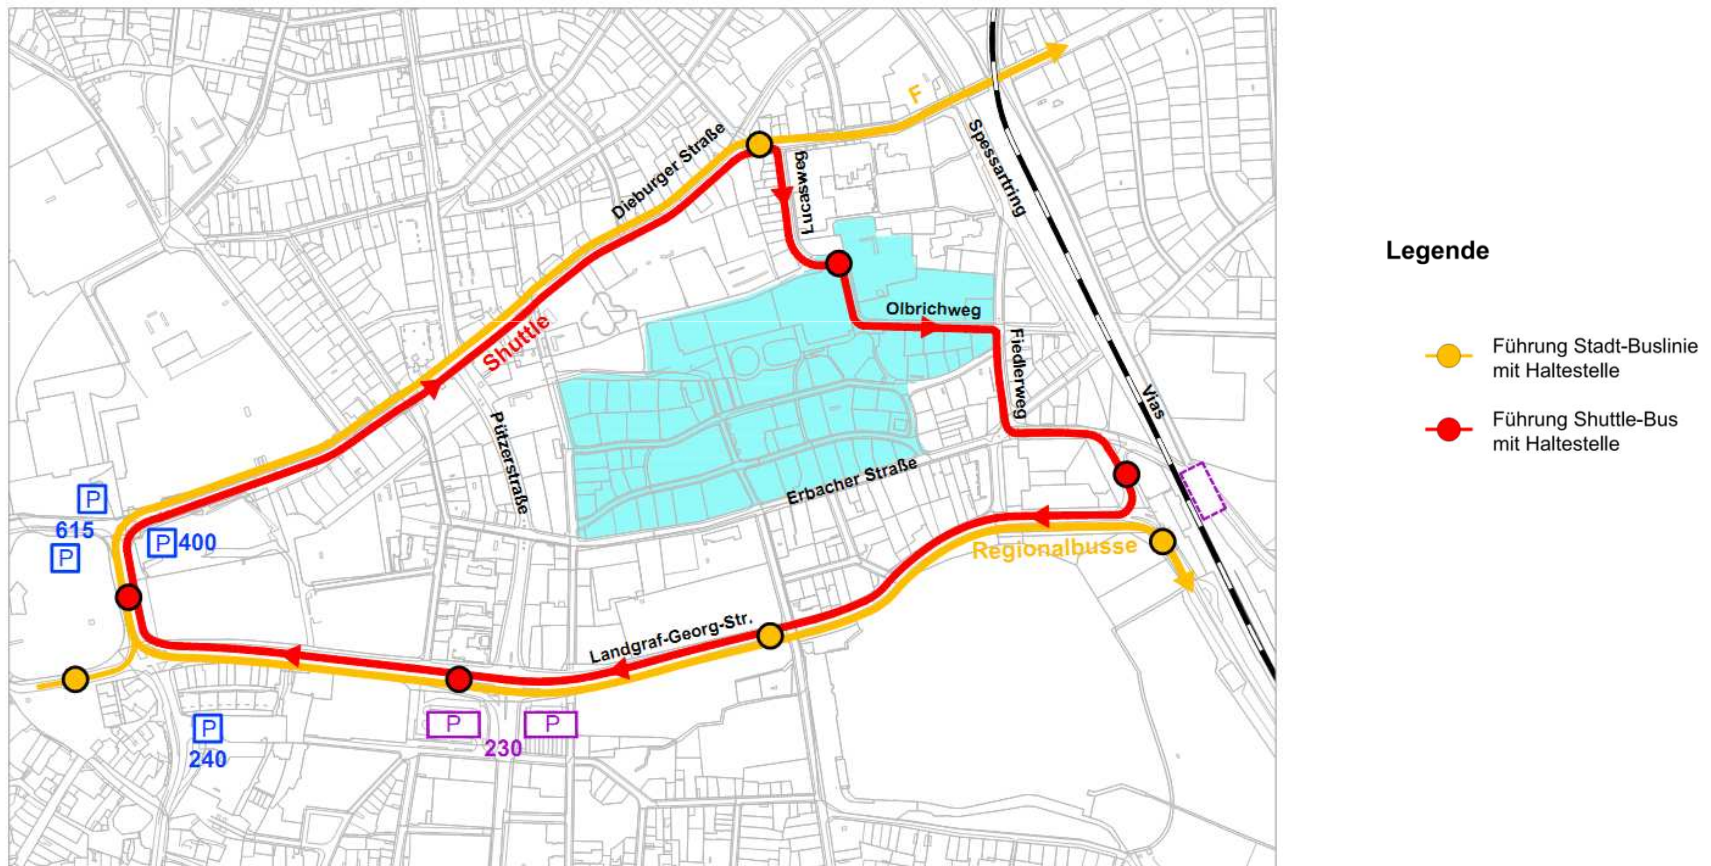 F
Spessartring
Dieburger Straße
Lucasweg
Shuttle
Olbrichweg
Fiedlerweg
Vias
Pützerstraße
Erbacher Straße
P
615
P
P 400
Regionalbusse
Landgraf-Georg-Str.
P
240
P
P
230
Legende
Führung Stadt-Buslinie
mit Haltestelle
Führung Shuttle-Bus
mit Haltestelle